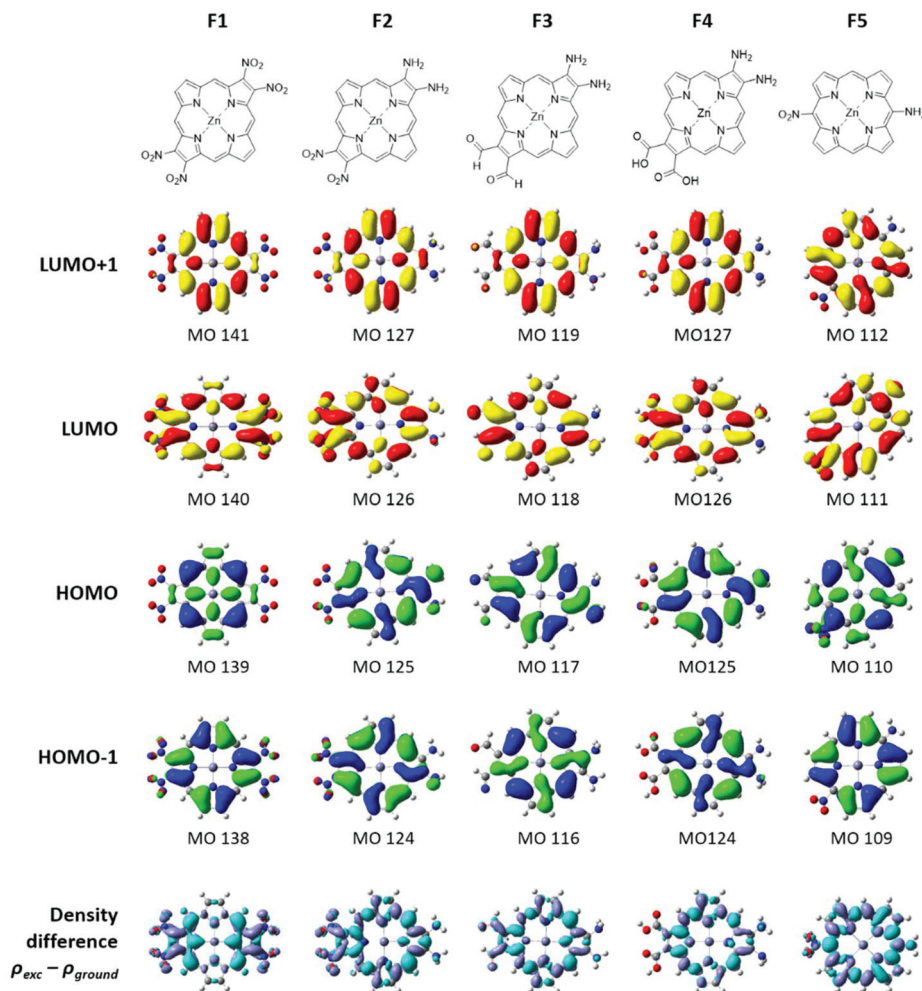 F1 F2 F3 F4 F5
NO2 NH2 NH2 NH2
NO2 NH2 NH2 NH2
N N N N N N N N N N
Zn Zn Zn Zn O2N Zn NH
N N N N N N N N N N
O2N O2N O O
H HO
O2N O2N O H O OH
LUMO+1
MO 141 MO 127 MO 119 MO127 MO 112
LUMO
MO 140 MO 126 MO 118 MO126 MO 111
HOMO
MO 139 MO 125 MO 117 MO125 MO 110
HOMO-1
MO 138 MO 124 MO 116 MO124 MO 109
Density
difference
ρexc – ρground